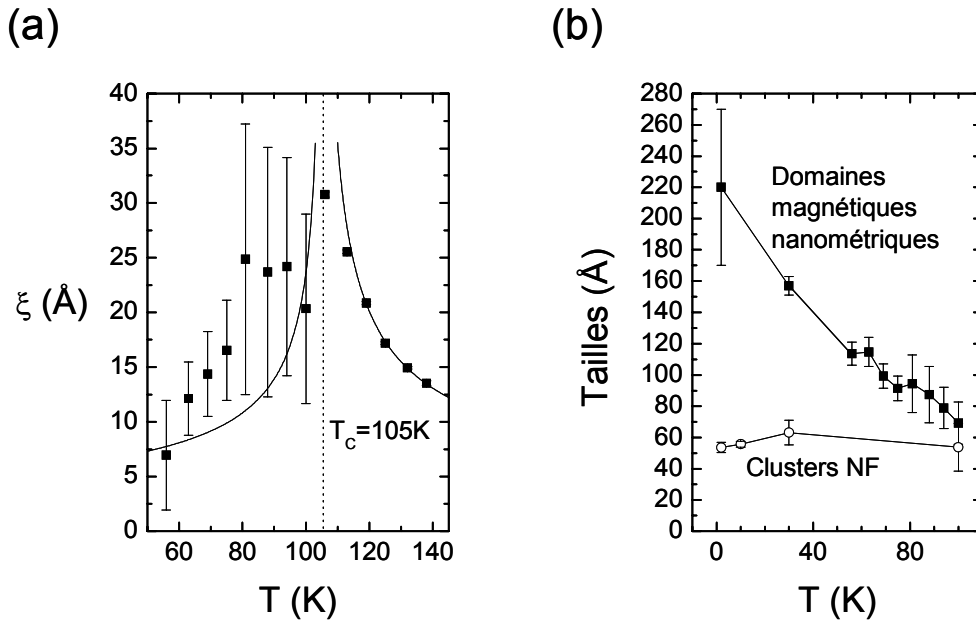 (a)
(b)
40
35
30
25
20
15
10
5
0
ξ (Å)
60
80
100
120
140
T (K)
T_C=105K
280
260
240
220
200
180
160
140
120
100
80
60
40
20
0
Tailles (Å)
Domaines
magnétiques
nanométriques
Clusters NF
0
40
80
T (K)